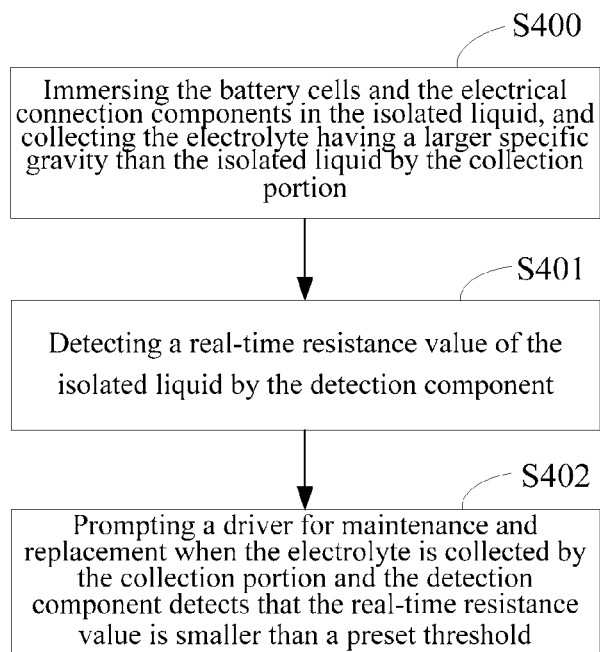 S400
Immersing the battery cells and the electrical
connection components in the isolated liquid, and
collecting the electrolyte having a larger specific
gravity than the isolated liquid by the collection
portion
S401
Detecting a real-time resistance value of the
isolated liquid by the detection component
S402
Prompting a driver for maintenance and
replacement when the electrolyte is collected by
the collection portion and the detection
component detects that the real-time resistance
value is smaller than a preset threshold